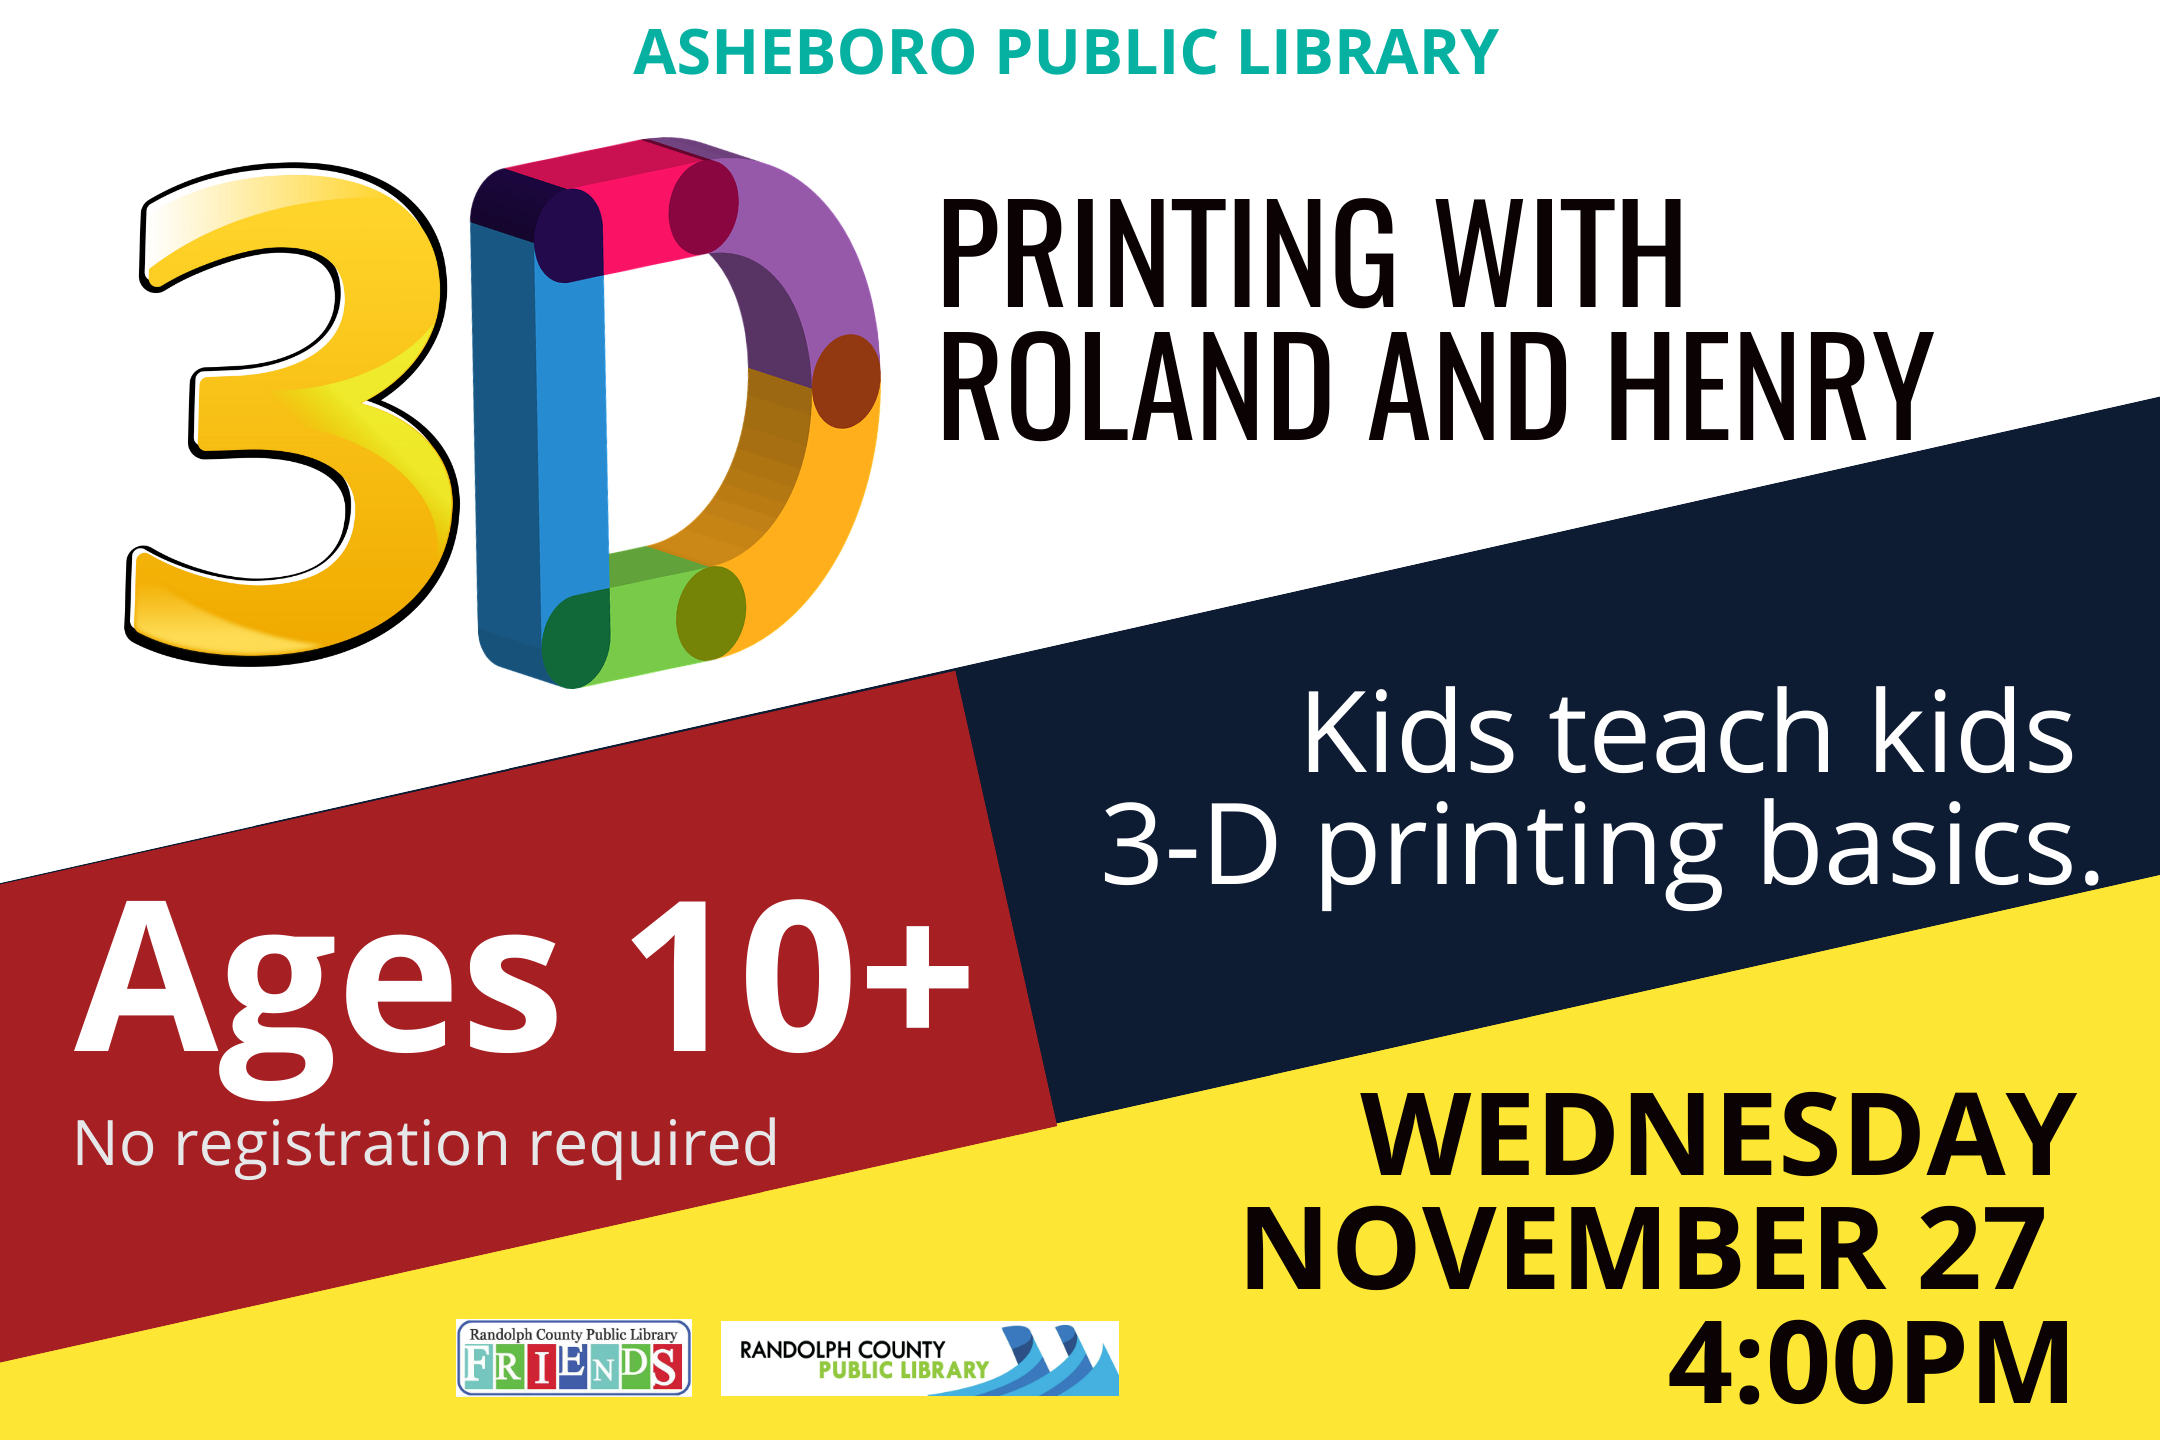 ASHEBORO PUBLIC LIBRARY
3D
PRINTING WITH
ROLAND AND HENRY
Kids teach kids
3-D printing basics.
Ages 10+
No registration required
WEDNESDAY
NOVEMBER 27
4:00PM
Randolph County Public Library
FRIENDS
RANDOLPH COUNTY
PUBLIC LIBRARY